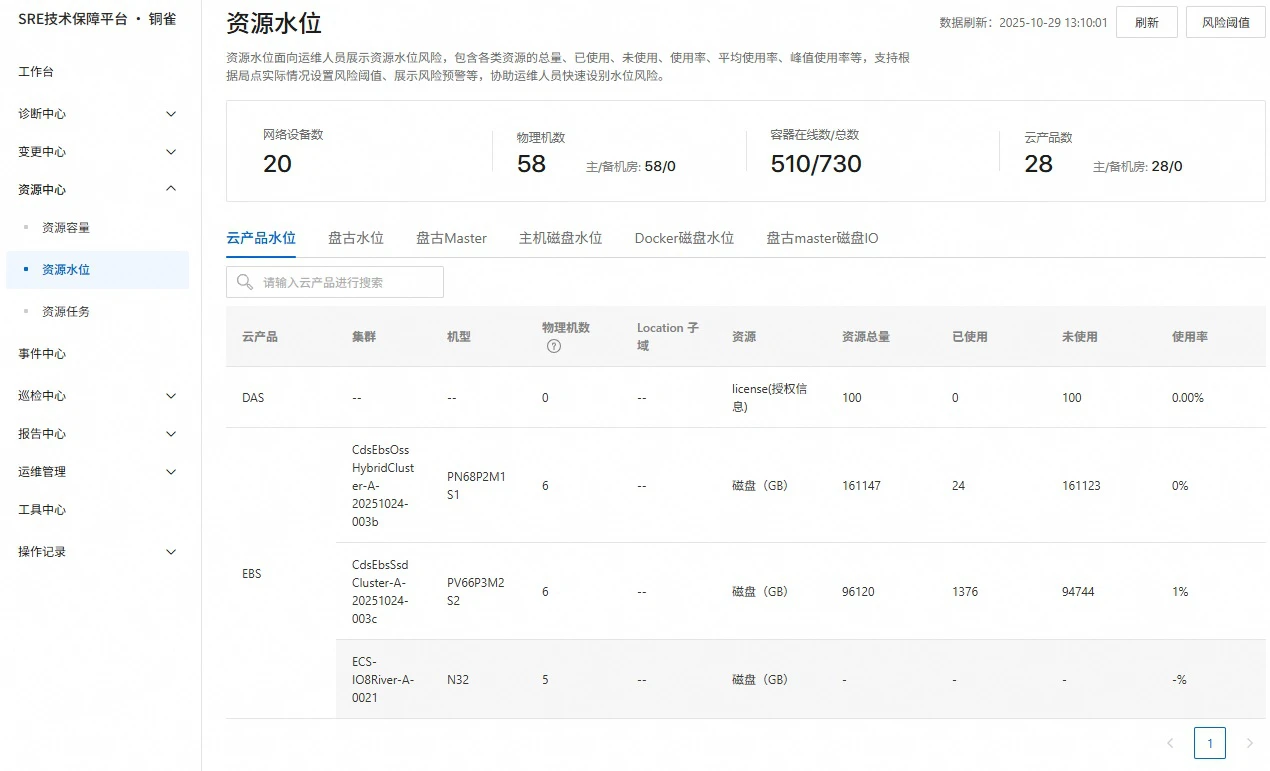 SRE技术保障平台 · 铜雀
工作台
诊断中心
变更中心
资源中心
资源容量
资源水位
资源任务
事件中心
巡检中心
报告中心
运维管理
工具中心
操作记录
资源水位
数据刷新：2025-10-29 13:10:01
刷新
风险阈值
资源水位面向运维人员展示资源水位风险，包含各类资源的总量、已使用、未使用、使用率、平均使用率、峰值使用率等，支持根
据局点实际情况设置风险阈值、展示风险预警等，协助运维人员快速设别水位风险。
网络设备数
20
物理机数
58 主/备机房: 58/0
容器在线数/总数
510/730
云产品数
28 主/备机房: 28/0
云产品水位 盘古水位 盘古Master 主机磁盘水位 Docker磁盘水位 盘古master磁盘IO
请输入云产品进行搜索
云产品 集群 机型 物理机数 ? Location 子域 资源 资源总量 已使用 未使用 使用率
DAS -- -- 0 -- license(授权信息) 100 0 100 0.00%
EBS
CdsEbsOss
HybridClust
er-A-
20251024-
003b
PN68P2M1
S1
6 -- 磁盘（GB） 161147 24 161123 0%
CdsEbsSsd
Cluster-A-
20251024-
003c
PV66P3M2
S2
6 -- 磁盘（GB） 96120 1376 94744 1%
ECS-
IO8River-A-
0021
N32 5 -- 磁盘（GB） - - - -%
1